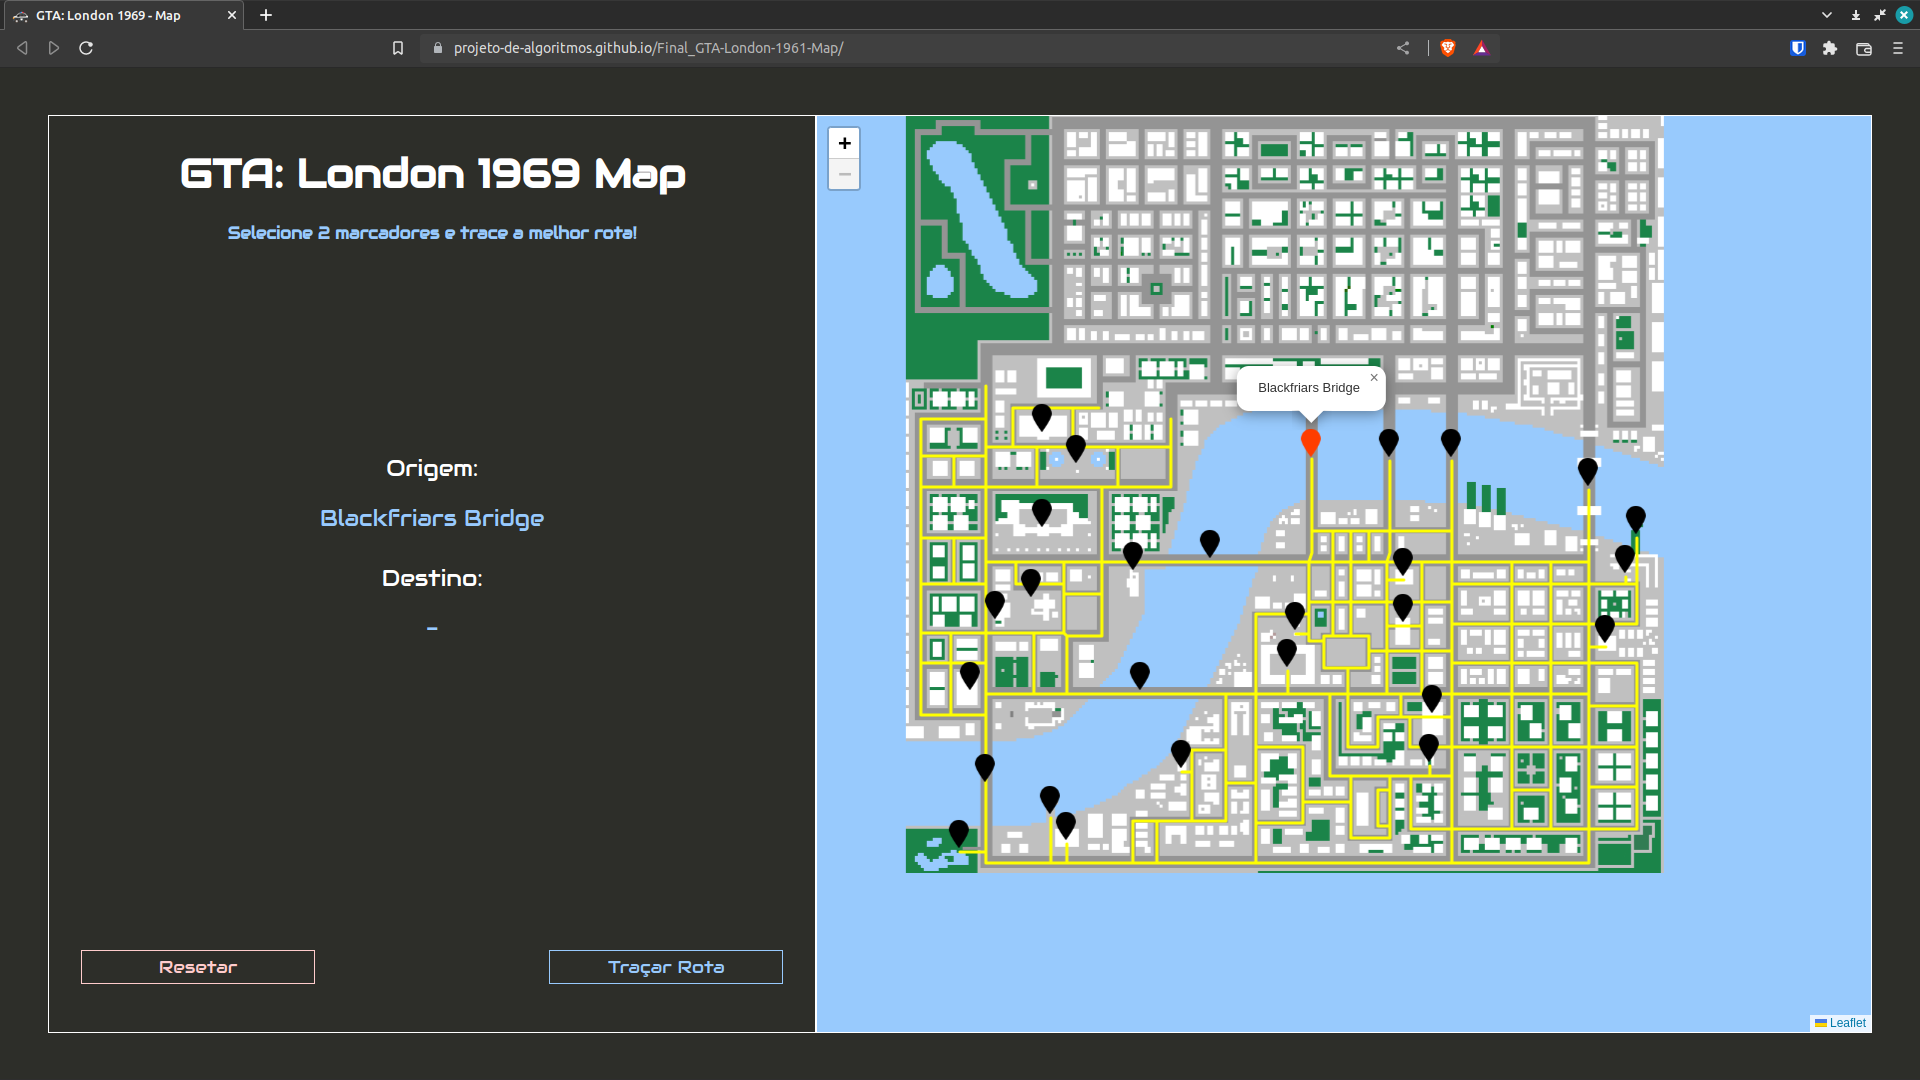 GTA: London 1969 - Map
projeto-de-algoritmos.github.io/Final_GTA-London-1961-Map/
GTA: London 1969 Map
Selecione 2 marcadores e trace a melhor rota!
Origem:
Blackfriars Bridge
Destino:
-
Resetar
Traçar Rota
+
−
Blackfriars Bridge
×
Leaflet